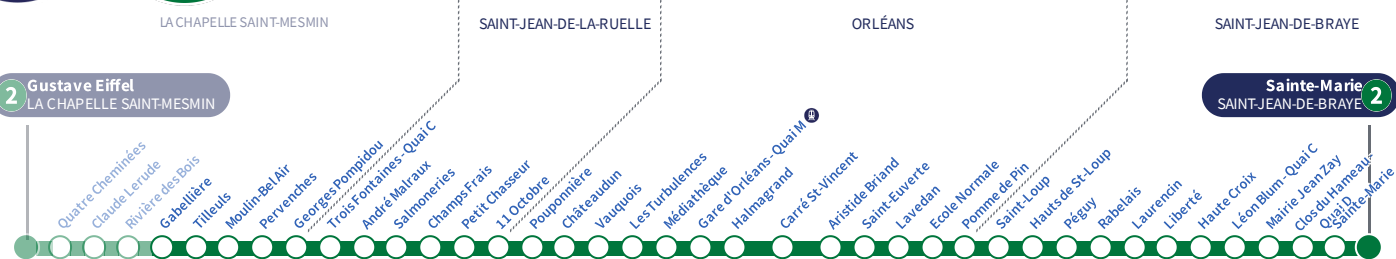 LA CHAPELLE SAINT-MESMIN
SAINT-JEAN-DE-LA-RUELLE
ORLÉANS
SAINT-JEAN-DE-BRAYE
2
Gustave Eiffel
LA CHAPELLE SAINT-MESMIN
Sainte-Marie
SAINT-JEAN-DE-BRAYE
2
Quatre Cheminées
Claude Lerude
Rivière des Bois
Gabellière
Tilleuls
Moulin-Bel Air
Pervenches
Georges Pompidou
Trois Fontaines - Quai C
André Malraux
Salmoneries
Champs Frais
Petit Chasseur
11 Octobre
Pouponnière
Châteaudun
Vauquois
Les Turbulences
Médiathèque
Gare d'Orléans - Quai M
Halmagrand
Carré St-Vincent
Aristide Briand
Saint-Euverte
Lavedan
Ecole Normale
Pomme de Pin
Saint-Loup
Hauts de St-Loup
Péguy
Rabelais
Laurencin
Liberté
Haute Croix
Léon Blum - Quai C
Mairie Jean Zay
Clos du Hameau -
Quai D
Sainte-Marie